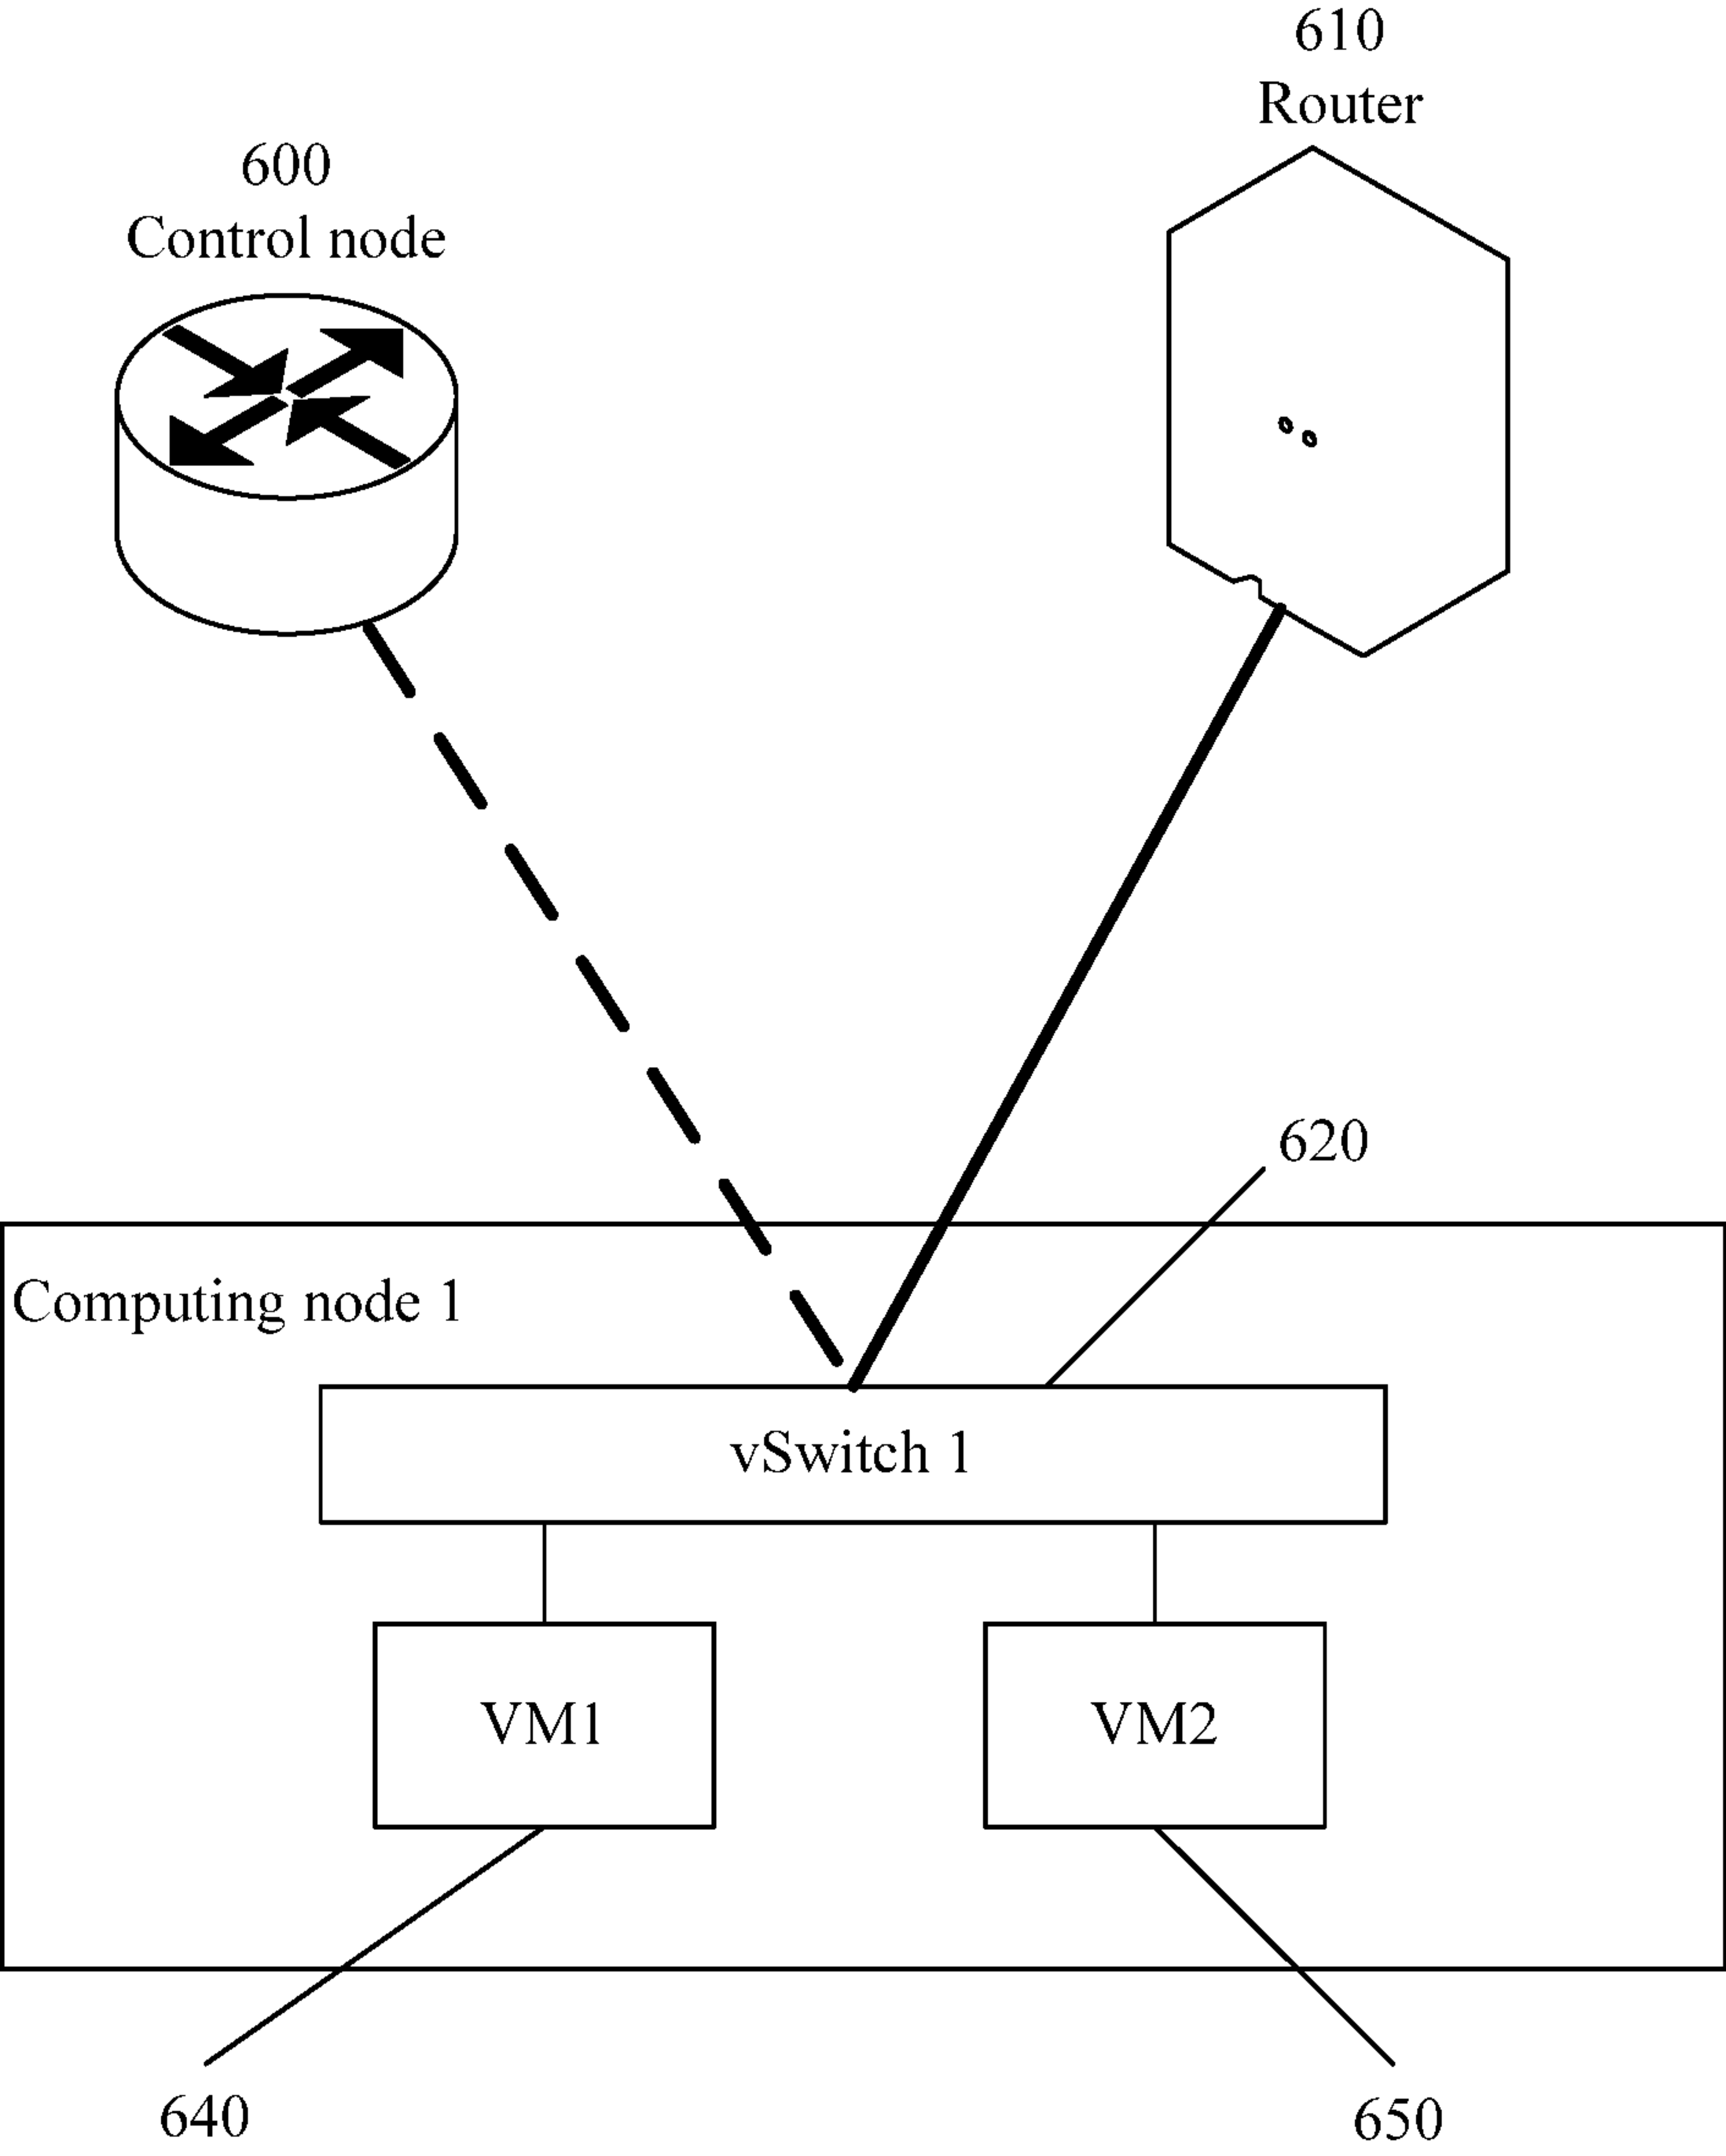 610
Router
600
Control node
620
Computing node 1
vSwitch 1
VM1
VM2
640
650